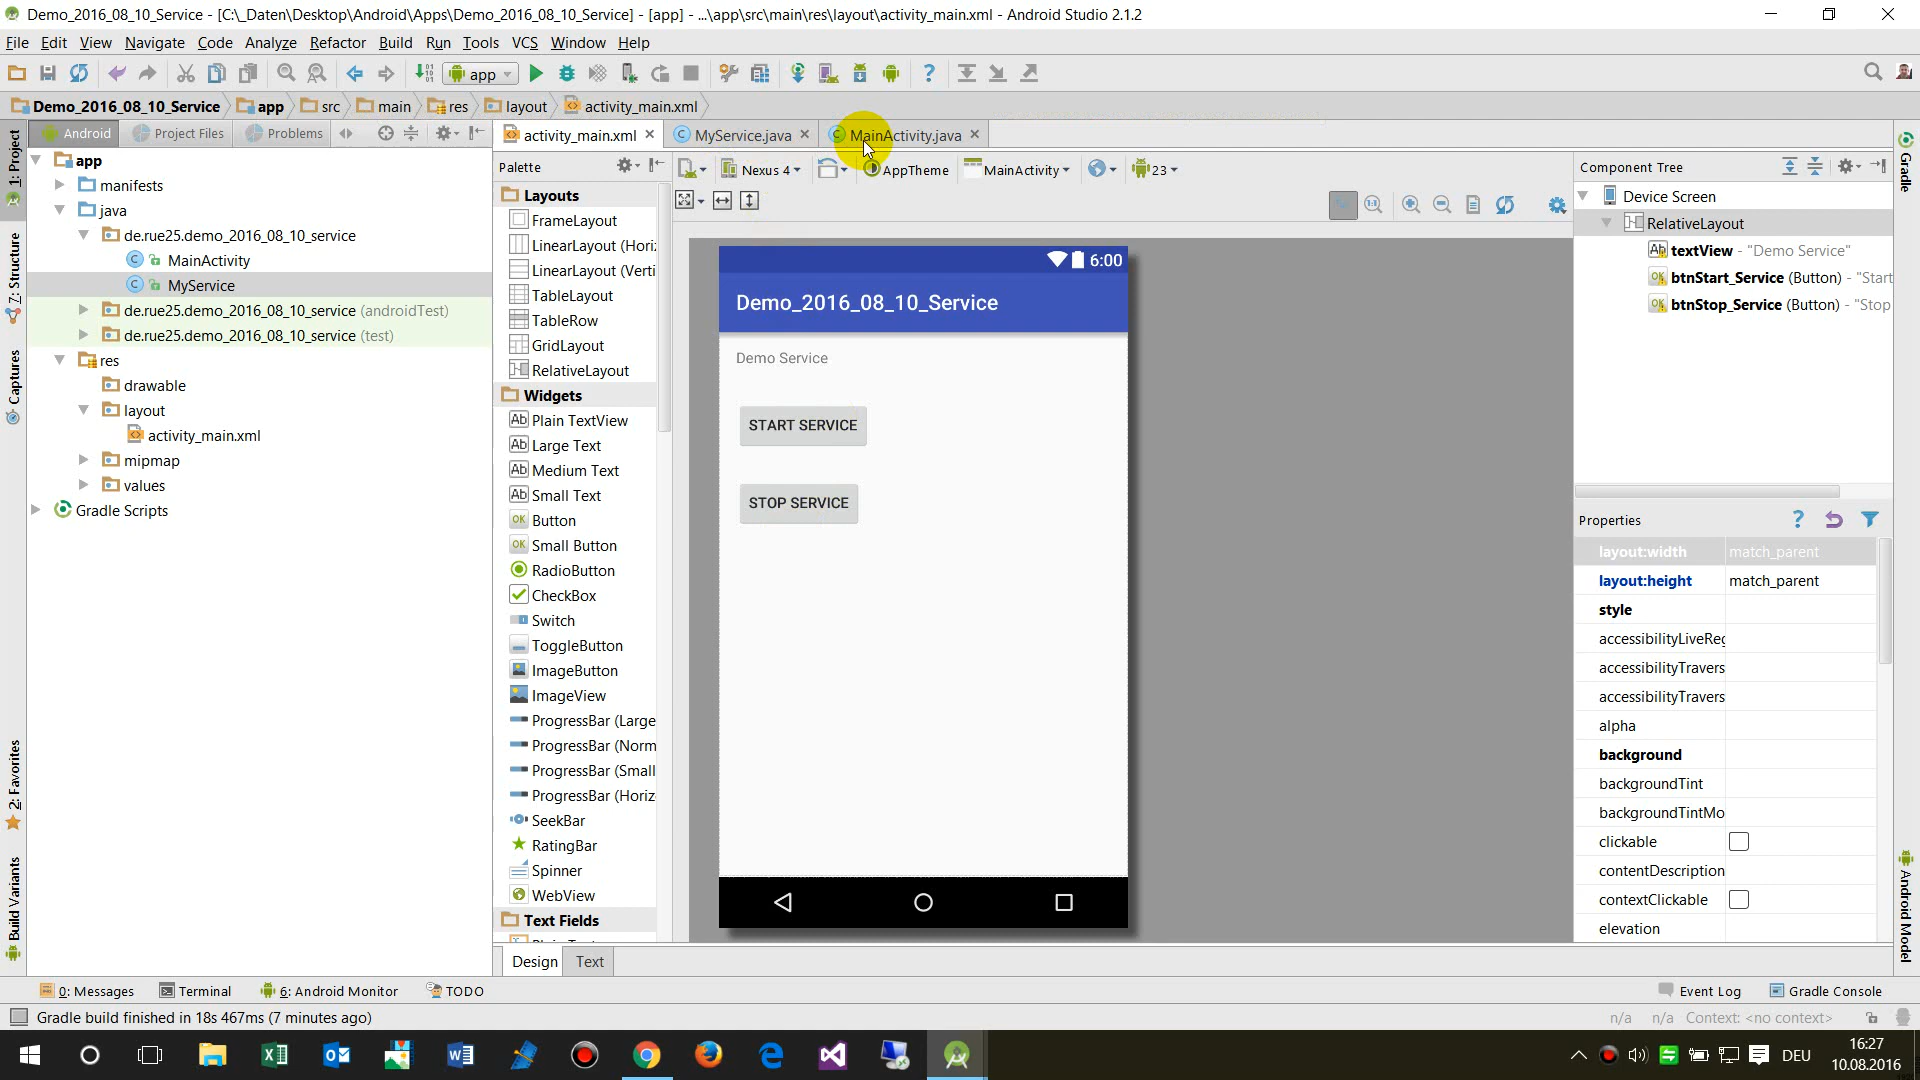 Demo_2016_08_10_Service - [C:\_Daten\Desktop\Android\Apps\Demo_2016_08_10_Service] - [app] - ...\app\src\main\res\layout\activity_main.xml - Android Studio 2.1.2
File Edit View Navigate Code Analyze Refactor Build Run Tools VCS Window Help
app
Demo_2016_08_10_Service app src main res layout activity_main.xml
Android Project Files Problems
activity_main.xml MyService.java MainActivity.java
1: Project
7: Structure
Captures
2: Favorites
Build Variants
app
manifests
java
de.rue25.demo_2016_08_10_service
MainActivity
MyService
de.rue25.demo_2016_08_10_service (androidTest)
de.rue25.demo_2016_08_10_service (test)
res
drawable
layout
activity_main.xml
mipmap
values
Gradle Scripts
Palette
Layouts
FrameLayout
LinearLayout (Hori
LinearLayout (Verti
TableLayout
TableRow
GridLayout
RelativeLayout
Widgets
Plain TextView
Large Text
Medium Text
Small Text
Button
Small Button
RadioButton
CheckBox
Switch
ToggleButton
ImageButton
ImageView
ProgressBar (Large
ProgressBar (Norm
ProgressBar (Small
ProgressBar (Horiz
SeekBar
RatingBar
Spinner
WebView
Text Fields
Nexus 4 AppTheme MainActivity 23
6:00
Demo_2016_08_10_Service
Demo Service
START SERVICE
STOP SERVICE
Design Text
Component Tree
Device Screen
RelativeLayout
textView - "Demo Service"
btnStart_Service (Button) - "Start
btnStop_Service (Button) - "Stop
Properties
layout:width match_parent
layout:height match_parent
style
accessibilityLiveReg
accessibilityTravers
accessibilityTravers
alpha
background
backgroundTint
backgroundTintMo
clickable
contentDescription
contextClickable
elevation
Gradle
Android Model
0: Messages Terminal 6: Android Monitor TODO Event Log Gradle Console
Gradle build finished in 18s 467ms (7 minutes ago) n/a n/a Context: <no context>
DEU
16:27
10.08.2016